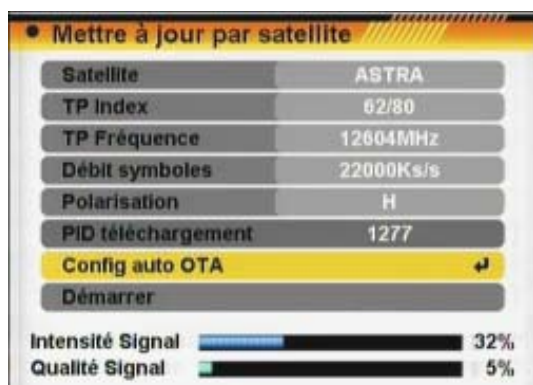 Mettre à jour par satellite
Satellite ASTRA
TP Index 62/80
TP Fréquence 12604MHz
Débit symboles 22000Ks/s
Polarisation H
PID téléchargement 1277
Config auto OTA
Démarrer
Intensité Signal 32%
Qualité Signal 5%